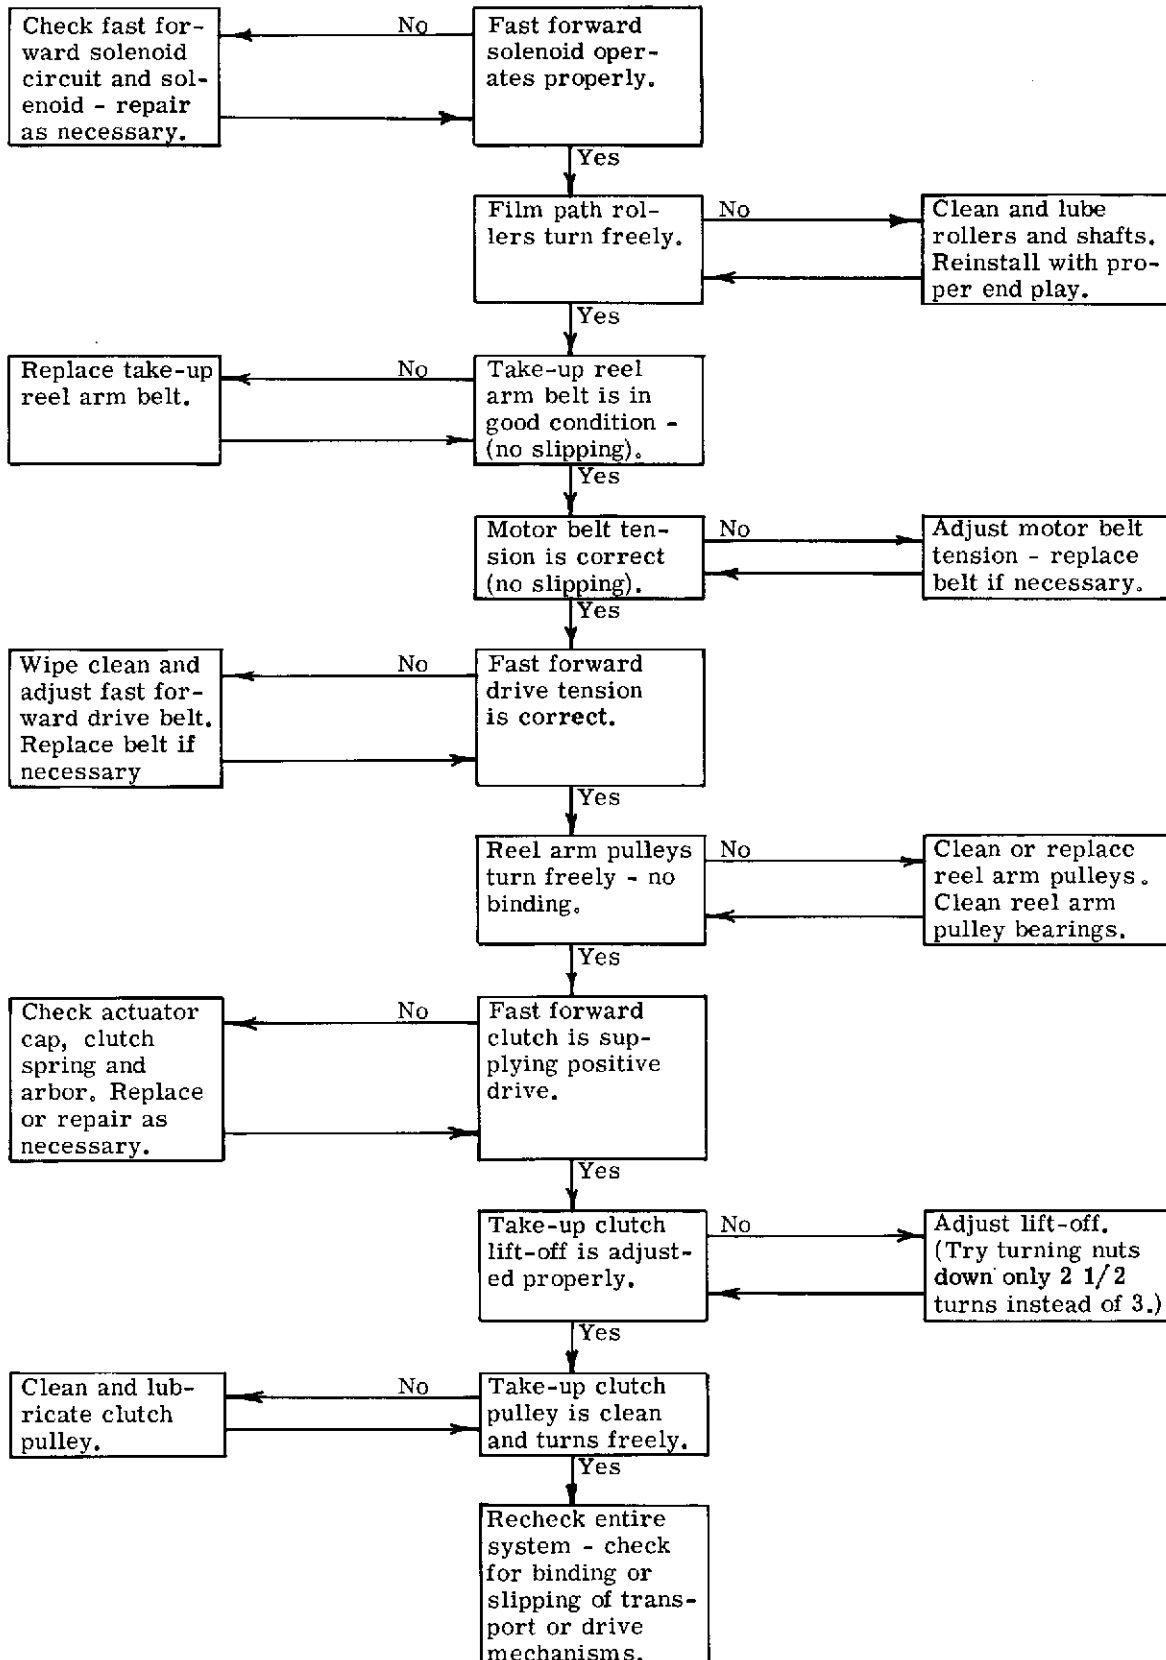 Check fast for-
ward solenoid
circuit and sol-
enoid - repair
as necessary.
No
Fast forward
solenoid oper-
ates properly.
Yes
Film path rol-
lers turn freely.
No
Clean and lube
rollers and shafts.
Reinstall with pro-
per end play.
Yes
Replace take-up
reel arm belt.
No
Take-up reel
arm belt is in
good condition -
(no slipping).
Yes
Motor belt ten-
sion is correct
(no slipping).
No
Adjust motor belt
tension - replace
belt if necessary.
Yes
Wipe clean and
adjust fast for-
ward drive belt.
Replace belt if
necessary
No
Fast forward
drive tension
is correct.
Yes
Reel arm pulleys
turn freely - no
binding.
No
Clean or replace
reel arm pulleys.
Clean reel arm
pulley bearings.
Yes
Check actuator
cap, clutch
spring and
arbor. Replace
or repair as
necessary.
No
Fast forward
clutch is sup-
plying positive
drive.
Yes
Take-up clutch
lift-off is adjust-
ed properly.
No
Adjust lift-off.
(Try turning nuts
down only 2 1/2
turns instead of 3.)
Yes
Clean and lub-
ricate clutch
pulley.
No
Take-up clutch
pulley is clean
and turns freely.
Yes
Recheck entire
system - check
for binding or
slipping of trans-
port or drive
mechanisms.